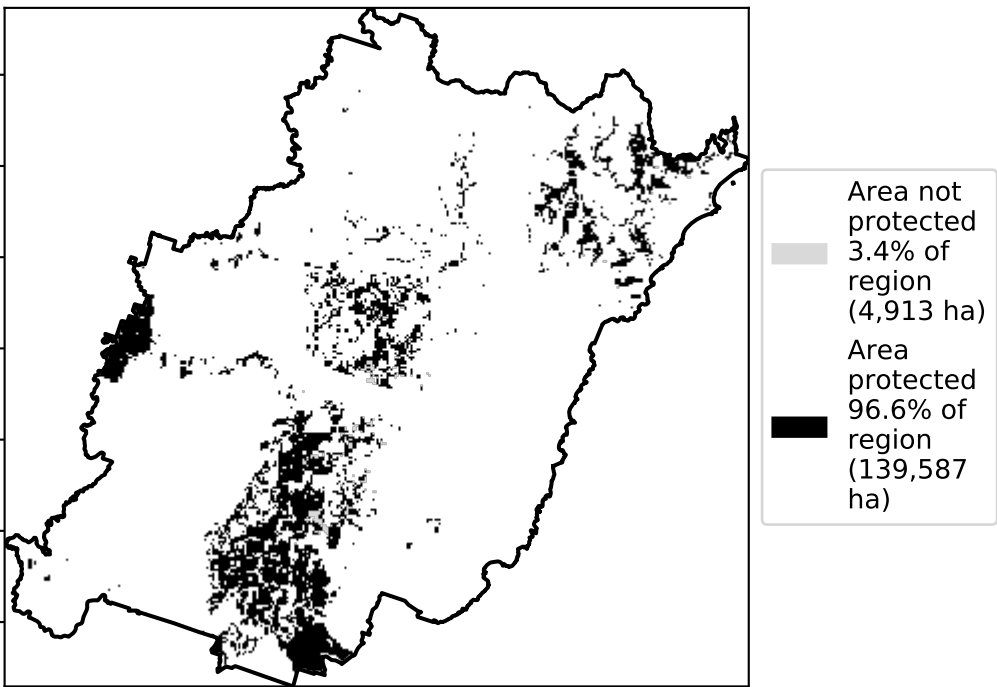 Area not
protected
3.4% of
region
(4,913 ha)
Area
protected
96.6% of
region
(139,587
ha)